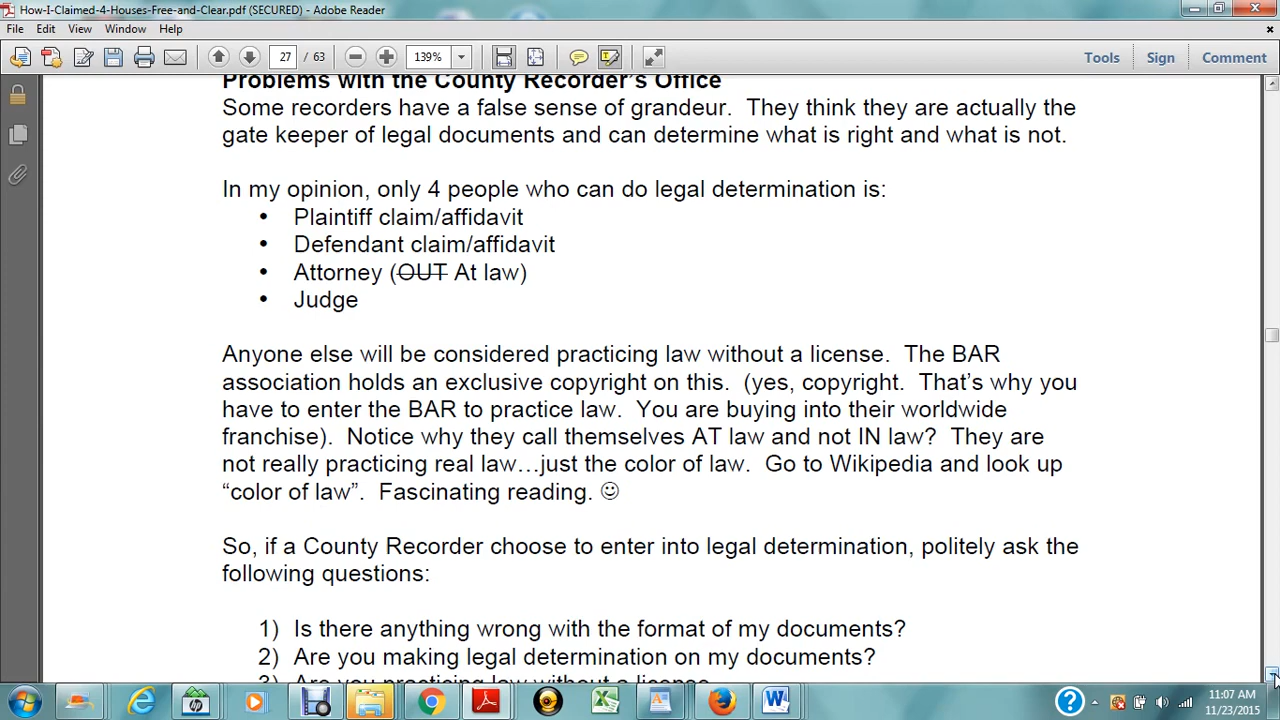 How-I-Claimed-4-Houses-Free-and-Clear.pdf (SECURED) - Adobe Reader
File Edit View Window Help
27 / 63 139% Tools Sign Comment
Problems with the County Recorder's Office
Some recorders have a false sense of grandeur. They think they are actually the
gate keeper of legal documents and can determine what is right and what is not.
In my opinion, only 4 people who can do legal determination is:
• Plaintiff claim/affidavit
• Defendant claim/affidavit
• Attorney (OUT At law)
• Judge
Anyone else will be considered practicing law without a license. The BAR
association holds an exclusive copyright on this. (yes, copyright. That's why you
have to enter the BAR to practice law. You are buying into their worldwide
franchise). Notice why they call themselves AT law and not IN law? They are
not really practicing real law…just the color of law. Go to Wikipedia and look up
“color of law”. Fascinating reading. ☺
So, if a County Recorder choose to enter into legal determination, politely ask the
following questions:
1) Is there anything wrong with the format of my documents?
2) Are you making legal determination on my documents?
3) Are you practicing law without a license
11:07 AM
11/23/2015